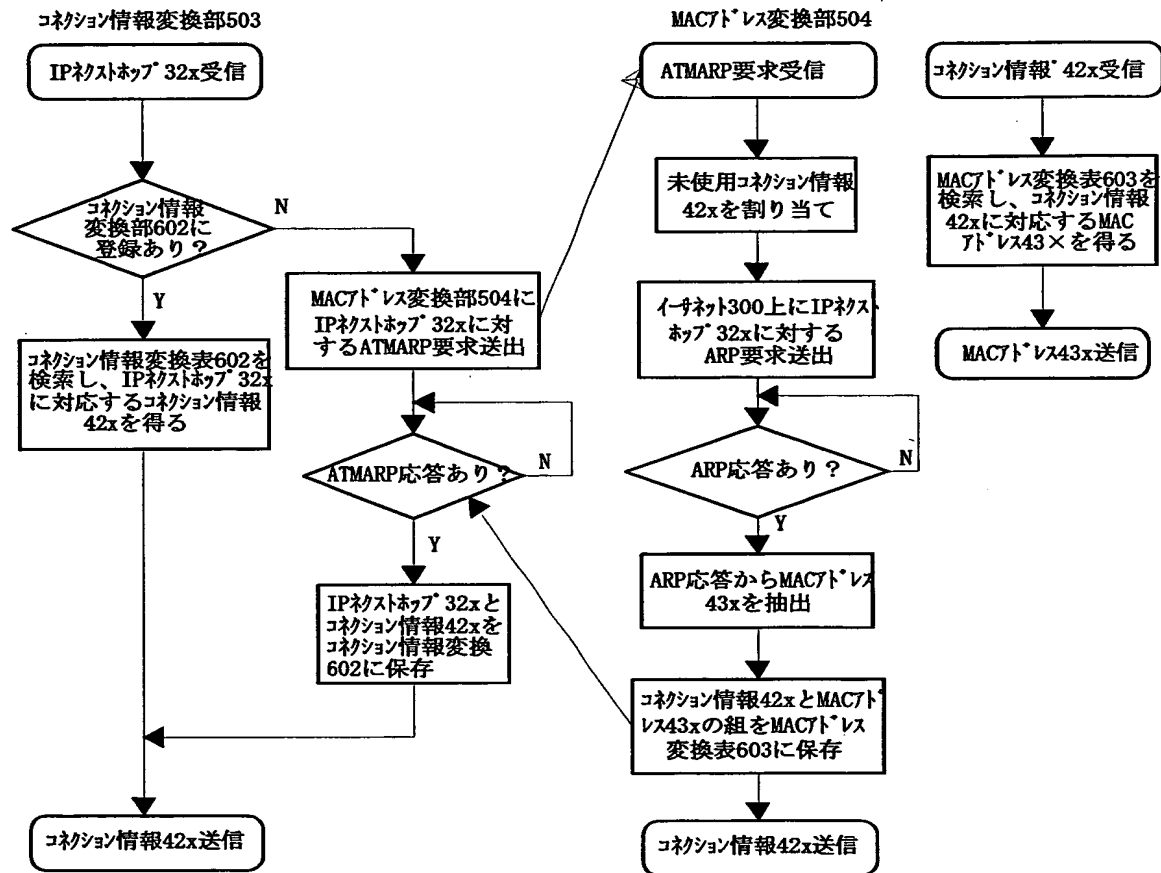 コネクション情報変換部503
IPネクストホップ32x受信
コネクション情報
変換部602に
登録あり?
N
Y
コネクション情報変換表602を
検索し、IPネクストホップ32x
に対応するコネクション情報
42xを得る
MACアドレス変換部504に
IPネクストホップ32xに対
するATMARP要求送出
ATMARP応答あり?
N
Y
IPネクストホップ32xと
コネクション情報42xを
コネクション情報変換
602に保存
コネクション情報42x送信
MACアドレス変換部504
ATMARP要求受信
未使用コネクション情報
42xを割り当て
イーサネット300上にIPネクスト
ホップ32xに対する
ARP要求送出
ARP応答あり?
N
Y
ARP応答からMACアドレス
43xを抽出
コネクション情報42xとMACアド
レス43xの組をMACアドレス
変換表603に保存
コネクション情報42x送信
コネクション情報゛42x受信
MACアドレス変換表603を
検索し、コネクション情報
42xに対応するMAC
アドレス43×を得る
MACアドレス43x送信